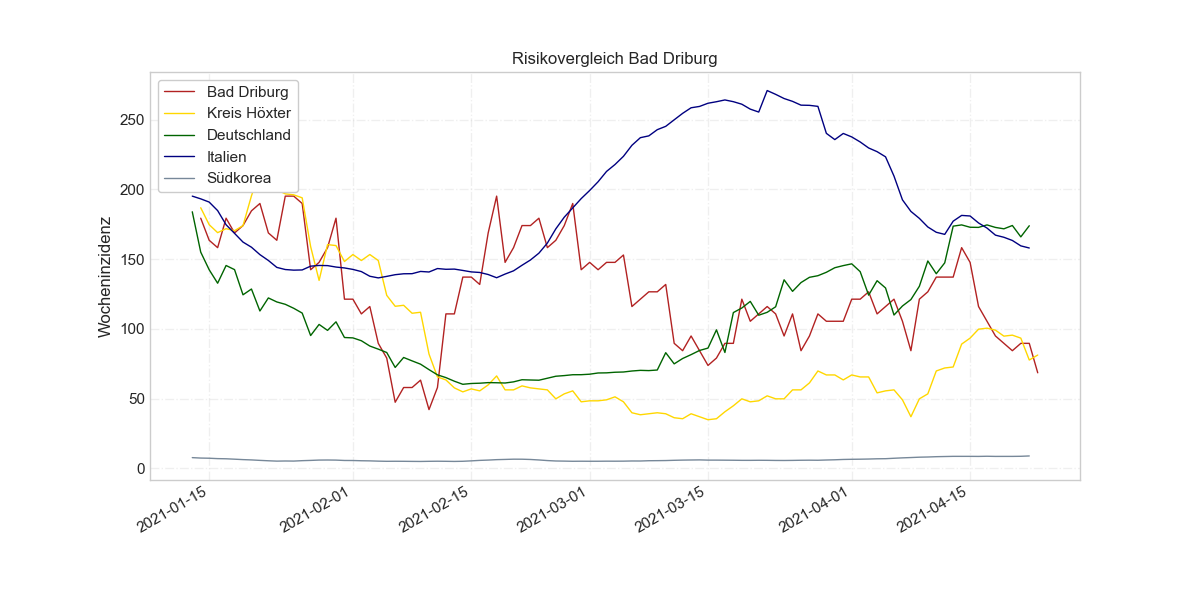 Risikovergleich Bad Driburg
Bad Driburg
Kreis Höxter
Deutschland
Italien
Südkorea
Wocheninzidenz
250
200
150
100
50
0
2021-01-15
2021-02-01
2021-02-15
2021-03-01
2021-03-15
2021-04-01
2021-04-15